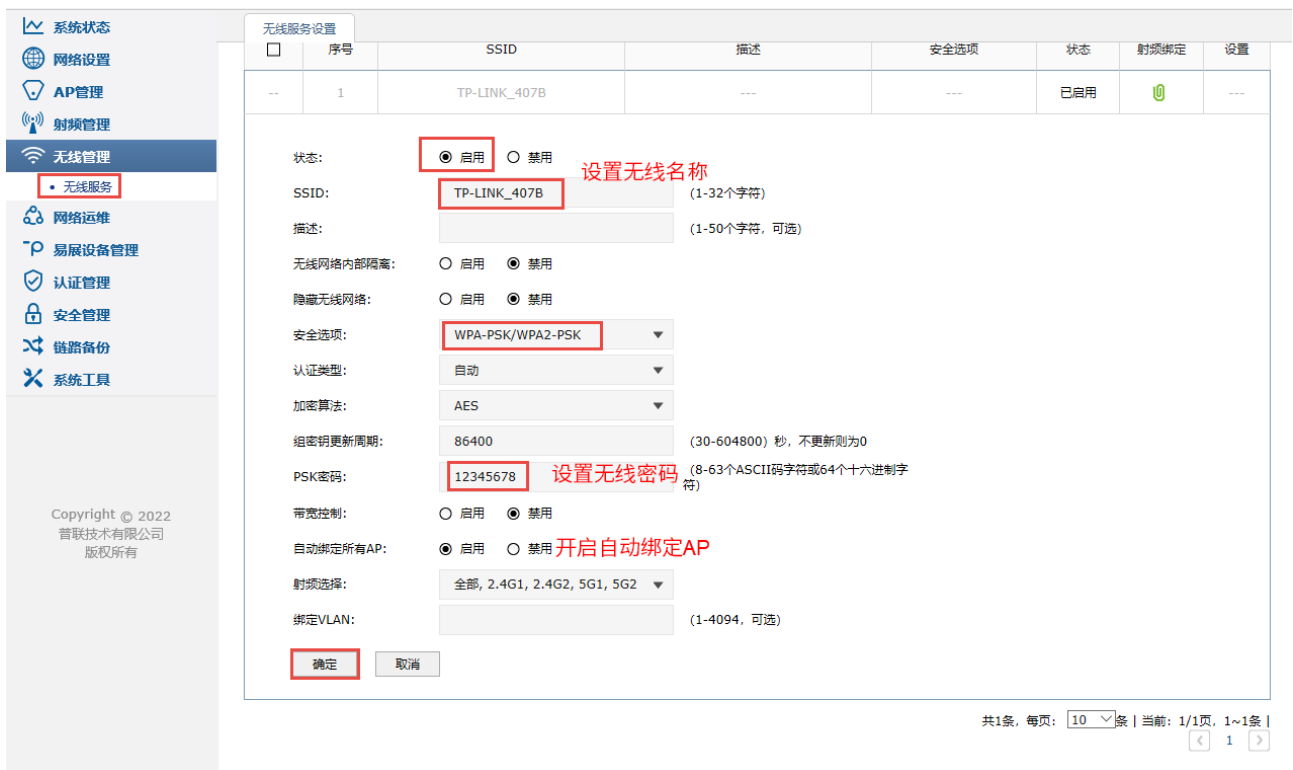 系统状态
网络设置
AP管理
射频管理
无线管理
• 无线服务
网络运维
易展设备管理
认证管理
安全管理
链路备份
系统工具
Copyright © 2022
普联技术有限公司
版权所有
无线服务设置
序号 SSID 描述 安全选项 状态 射频绑定 设置
-- 1 TP-LINK_407B --- --- 已启用 ---
状态: 启用 禁用
设置无线名称
SSID: TP-LINK_407B (1-32个字符)
描述: (1-50个字符, 可选)
无线网络内部隔离: 启用 禁用
隐藏无线网络: 启用 禁用
安全选项: WPA-PSK/WPA2-PSK
认证类型: 自动
加密算法: AES
组密钥更新周期: 86400 (30-604800) 秒, 不更新则为0
PSK密码: 12345678 设置无线密码 (8-63个ASCII码字符或64个十六进制字
符)
带宽控制: 启用 禁用
自动绑定所有AP: 启用 禁用 开启自动绑定AP
射频选择: 全部, 2.4G1, 2.4G2, 5G1, 5G2
绑定VLAN: (1-4094, 可选)
确定 取消
共1条, 每页: 10 条 | 当前: 1/1页, 1~1条 |
< 1 >